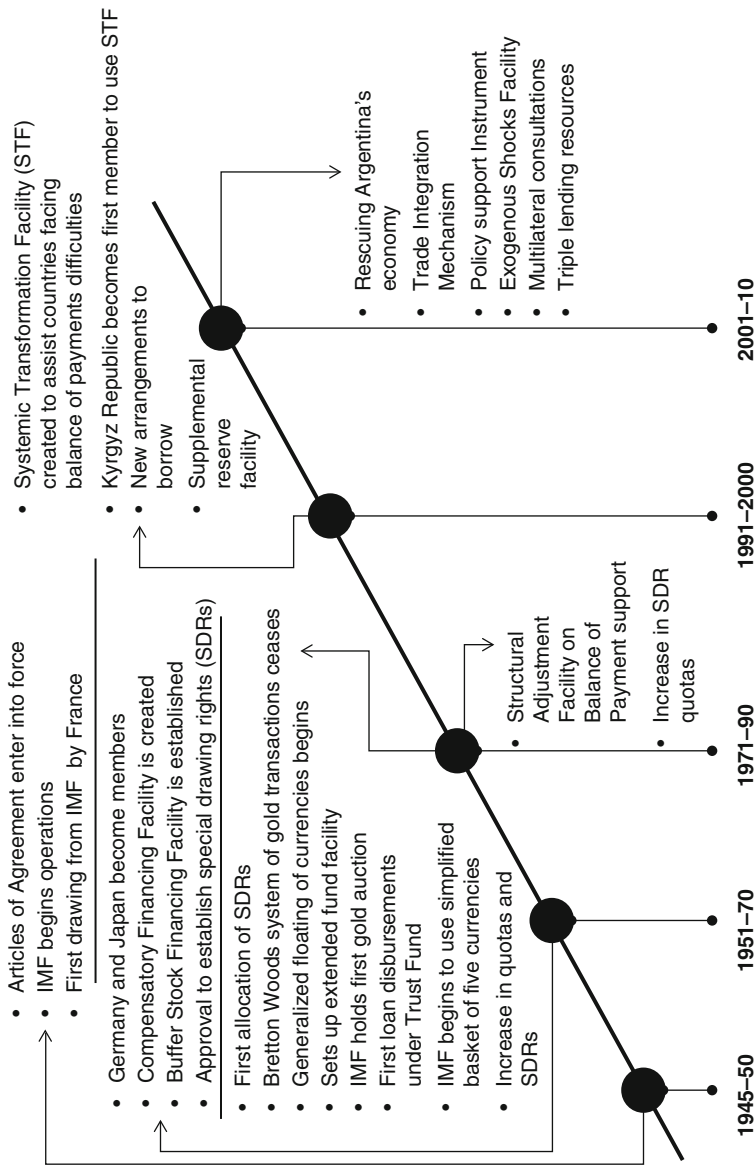 • Articles of Agreement enter into force
• IMF begins operations
• First drawing from IMF by France
• Germany and Japan become members
• Compensatory Financing Facility is created
• Buffer Stock Financing Facility is established
• Approval to establish special drawing rights (SDRs)
• First allocation of SDRs
• Bretton Woods system of gold transactions ceases
• Generalized floating of currencies begins
• Sets up extended fund facility
• IMF holds first gold auction
• First loan disbursements
under Trust Fund
• IMF begins to use simplified
basket of five currencies
• Increase in quotas and
SDRs
• Structural
Adjustment
Facility on
Balance of
Payment support
• Increase in SDR
quotas
• Systemic Transformation Facility (STF)
created to assist countries facing
balance of payments difficulties
• Kyrgyz Republic becomes first member to use STF
• New arrangements to
borrow
• Supplemental
reserve
facility
• Rescuing Argentina's
economy
• Trade Integration
Mechanism
• Policy support Instrument
• Exogenous Shocks Facility
• Multilateral consultations
• Triple lending resources
1945–50
1951–70
1971–90
1991–2000
2001–10